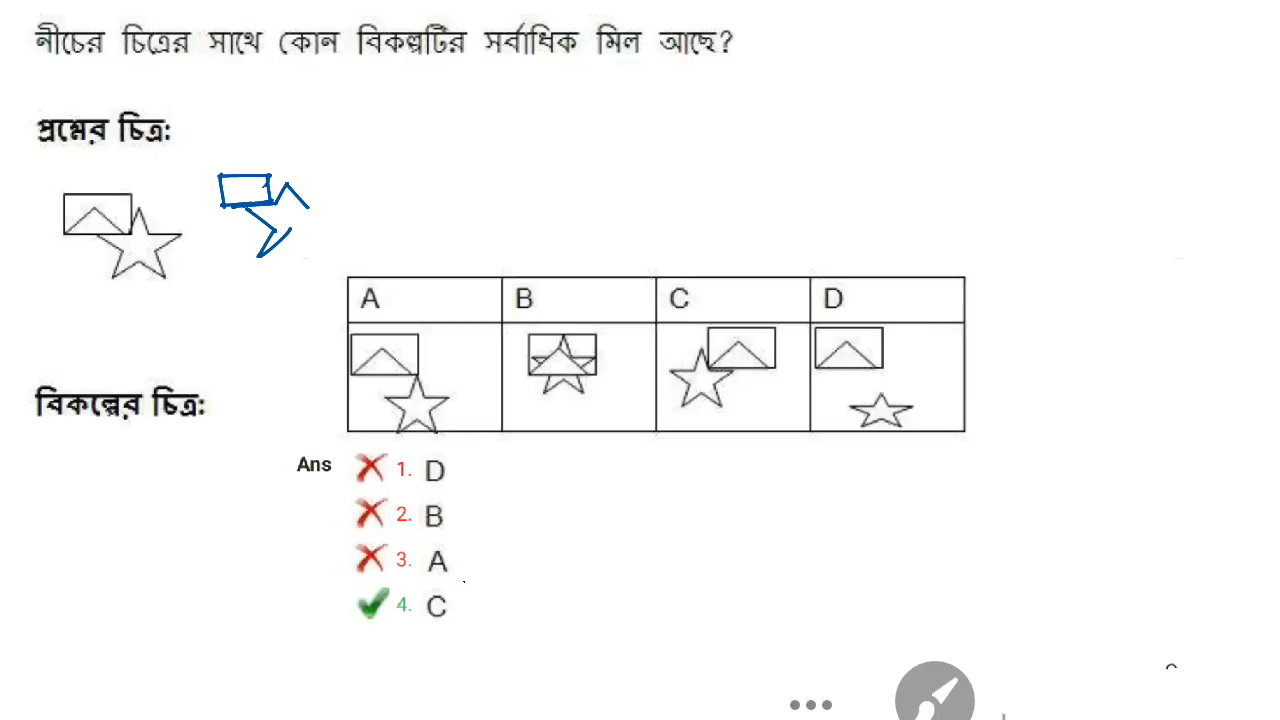 নীচের চিত্রের সাথে কোন বিকল্পটির সর্বাধিক মিল আছে?
প্রশ্নের চিত্র:
A B C D
বিকল্পের চিত্র:
Ans 1. D
2. B
3. A
4. C